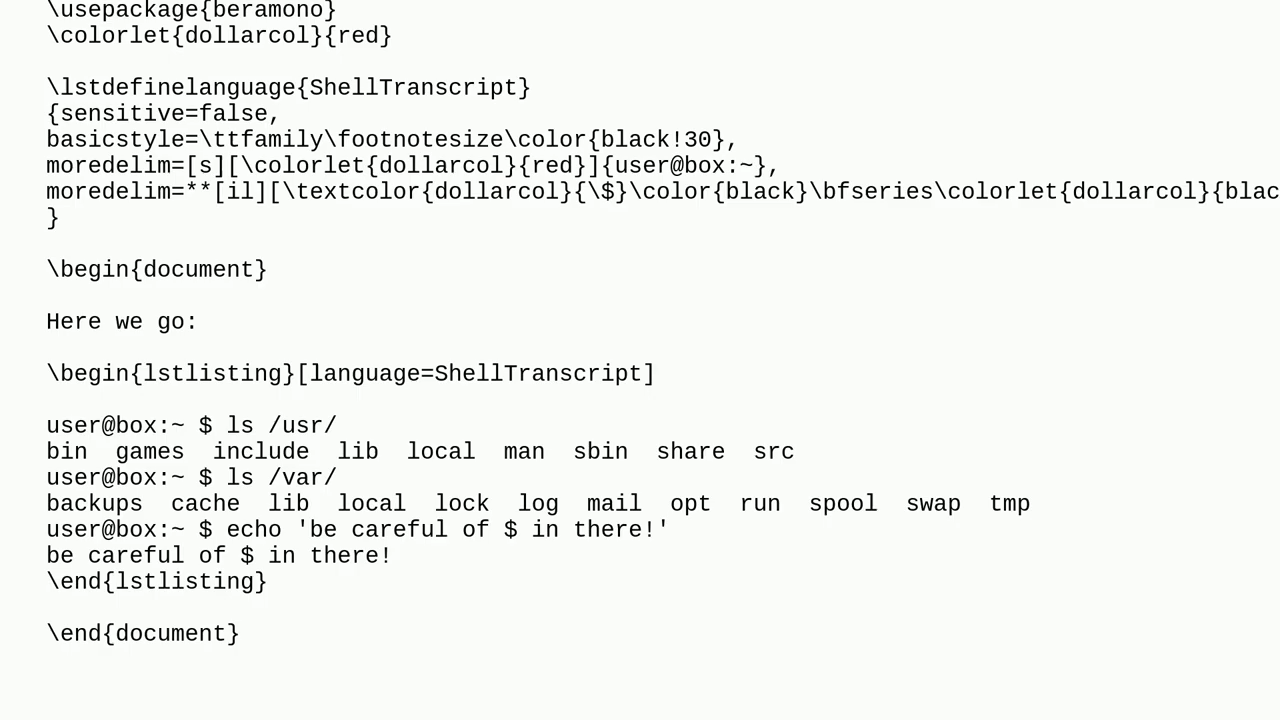 \usepackage{beramono}
\colorlet{dollarcol}{red}
\lstdefinelanguage{ShellTranscript}
{sensitive=false,
basicstyle=\ttfamily\footnotesize\color{black!30},
moredelim=[s][\colorlet{dollarcol}{red}]{user@box:~},
moredelim=**[il][\textcolor{dollarcol}{\$}\color{black}\bfseries\colorlet{dollarcol}{blac
}
\begin{document}
Here we go:
\begin{lstlisting}[language=ShellTranscript]
user@box:~ $ ls /usr/
bin  games  include  lib  local  man  sbin  share  src
user@box:~ $ ls /var/
backups  cache  lib  local  lock  log  mail  opt  run  spool  swap  tmp
user@box:~ $ echo 'be careful of $ in there!'
be careful of $ in there!
\end{lstlisting}
\end{document}